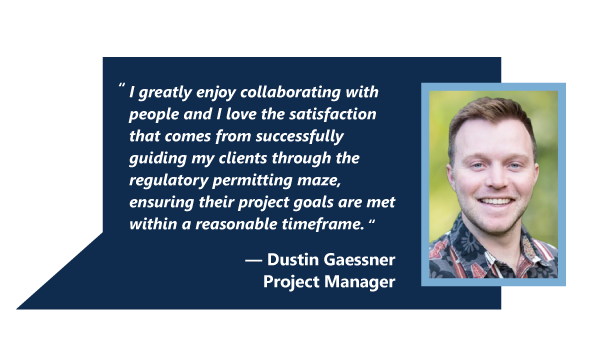 “ I greatly enjoy collaborating with
people and I love the satisfaction
that comes from successfully
guiding my clients through the
regulatory permitting maze,
ensuring their project goals are met
within a reasonable timeframe. “
— Dustin Gaessner
Project Manager